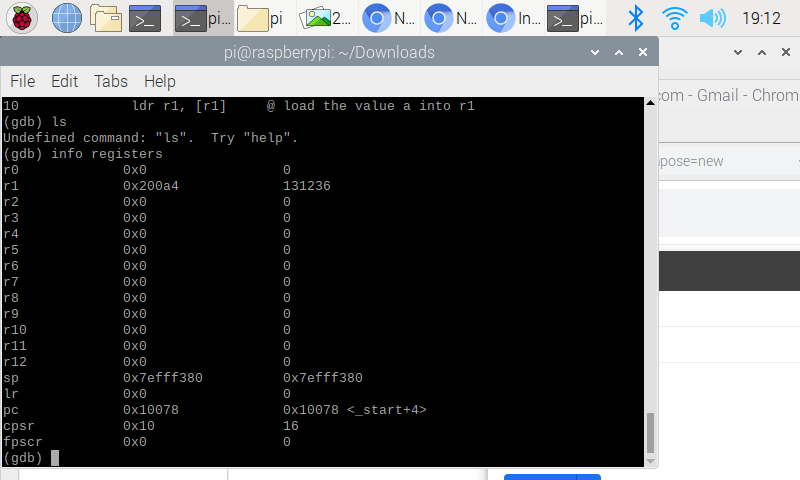 pi... pi 2... N... N... In... pi... 19:12
pi@raspberrypi: ~/Downloads
File Edit Tabs Help
com - Gmail - Chrom
pose=new
10 ldr r1, [r1] @ load the value a into r1
(gdb) ls
Undefined command: "ls". Try "help".
(gdb) info registers
r0 0x0 0
r1 0x200a4 131236
r2 0x0 0
r3 0x0 0
r4 0x0 0
r5 0x0 0
r6 0x0 0
r7 0x0 0
r8 0x0 0
r9 0x0 0
r10 0x0 0
r11 0x0 0
r12 0x0 0
sp 0x7efff380 0x7efff380
lr 0x0 0
pc 0x10078 0x10078 <_start+4>
cpsr 0x10 16
fpscr 0x0 0
(gdb)